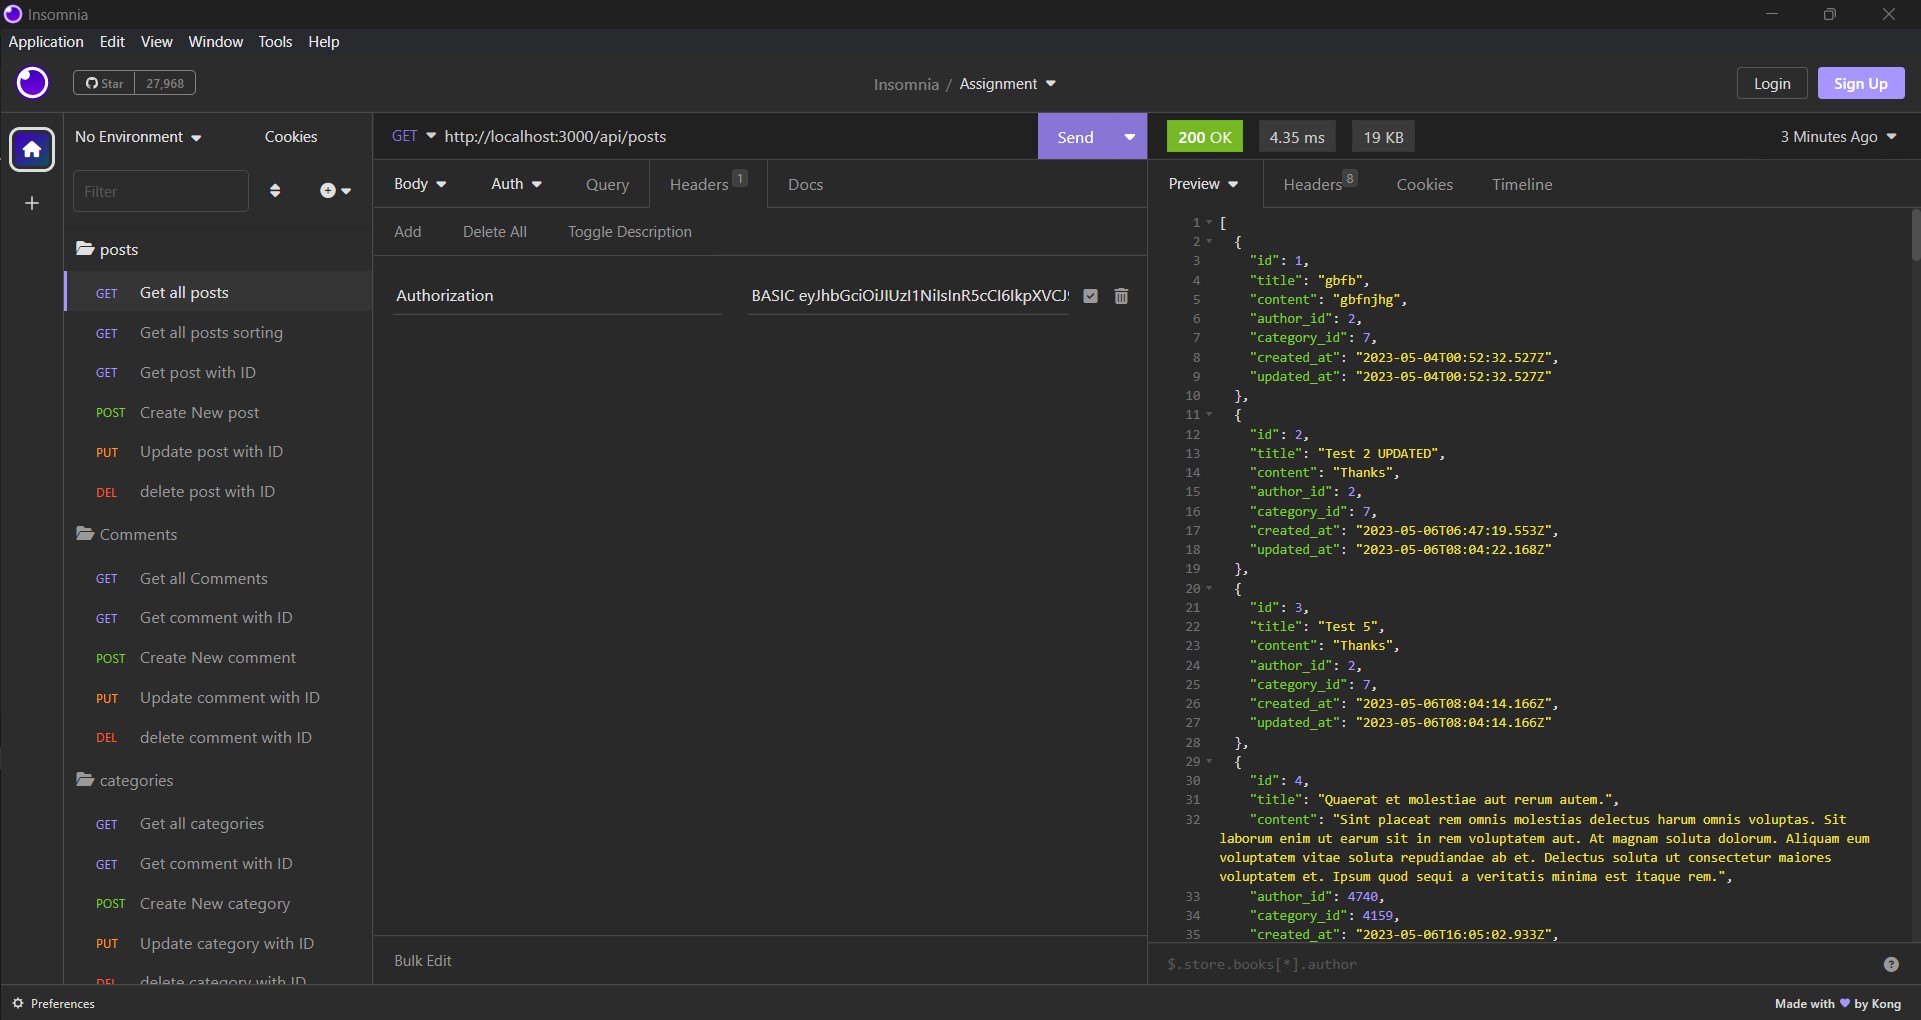 Insomnia
Application Edit View Window Tools Help
Star 27,968
Insomnia / Assignment
Login Sign Up
No Environment Cookies
Filter
posts
GET Get all posts
GET Get all posts sorting
GET Get post with ID
POST Create New post
PUT Update post with ID
DEL delete post with ID
Comments
GET Get all Comments
GET Get comment with ID
POST Create New comment
PUT Update comment with ID
DEL delete comment with ID
categories
GET Get all categories
GET Get comment with ID
POST Create New category
PUT Update category with ID
DEL delete category with ID
Preferences
GET http://localhost:3000/api/posts Send
Body Auth Query Headers 1 Docs
Add Delete All Toggle Description
Authorization BASIC
Bulk Edit
200 OK 4.35 ms 19 KB 3 Minutes Ago
Preview Headers 8 Cookies Timeline
1 [
2 {
3 "id": 1,
4 "title": "gbfb",
5 "content": "gbfnjhg",
6 "author_id": 2,
7 "category_id": 7,
8 "created_at": "2023-05-04T00:52:32.527Z",
9 "updated_at": "2023-05-04T00:52:32.527Z"
10 },
11 {
12 "id": 2,
13 "title": "Test 2 UPDATED",
14 "content": "Thanks",
15 "author_id": 2,
16 "category_id": 7,
17 "created_at": "2023-05-06T06:47:19.553Z",
18 "updated_at": "2023-05-06T08:04:22.168Z"
19 },
20 {
21 "id": 3,
22 "title": "Test 5",
23 "content": "Thanks",
24 "author_id": 2,
25 "category_id": 7,
26 "created_at": "2023-05-06T08:04:14.166Z",
27 "updated_at": "2023-05-06T08:04:14.166Z"
28 },
29 {
30 "id": 4,
31 "title": "Quaerat et molestiae aut rerum autem.",
32 "content": "Sint placeat rem omnis molestias delectus harum omnis voluptas. Sit
laborum enim ut earum sit in rem voluptatem aut. At magnam soluta dolorum. Aliquam eum
voluptatem vitae soluta repudiandae ab et. Delectus soluta ut consectetur maiores
voluptatem et. Ipsum quod sequi a veritatis minima est itaque rem.",
33 "author_id": 4740,
34 "category_id": 4159,
35 "created_at": "2023-05-06T16:05:02.933Z",
$.store.books[*].author
Made with by Kong